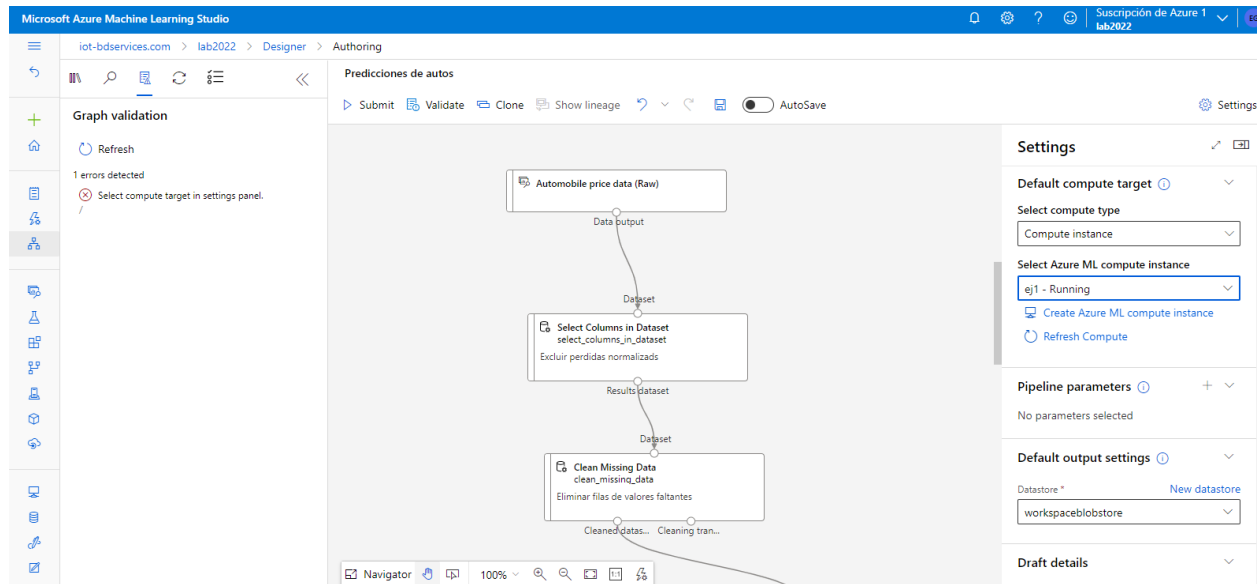 Microsoft Azure Machine Learning Studio
Suscripción de Azure 1
lab2022
EG
iot-bdservices.com > lab2022 > Designer > Authoring
Predicciones de autos
Submit Validate Clone Show lineage AutoSave Settings
Graph validation
Refresh
1 errors detected
Select compute target in settings panel.
/
Automobile price data (Raw)
Data output
Dataset
Select Columns in Dataset
select_columns_in_dataset
Excluir perdidas normalizads
Results dataset
Dataset
Clean Missing Data
clean_missing_data
Eliminar filas de valores faltantes
Cleaned datas... Cleaning tran...
Navigator 100% 1:1
Settings
Default compute target
Select compute type
Compute instance
Select Azure ML compute instance
ej1 - Running
Create Azure ML compute instance
Refresh Compute
Pipeline parameters
No parameters selected
Default output settings
Datastore * New datastore
workspaceblobstore
Draft details